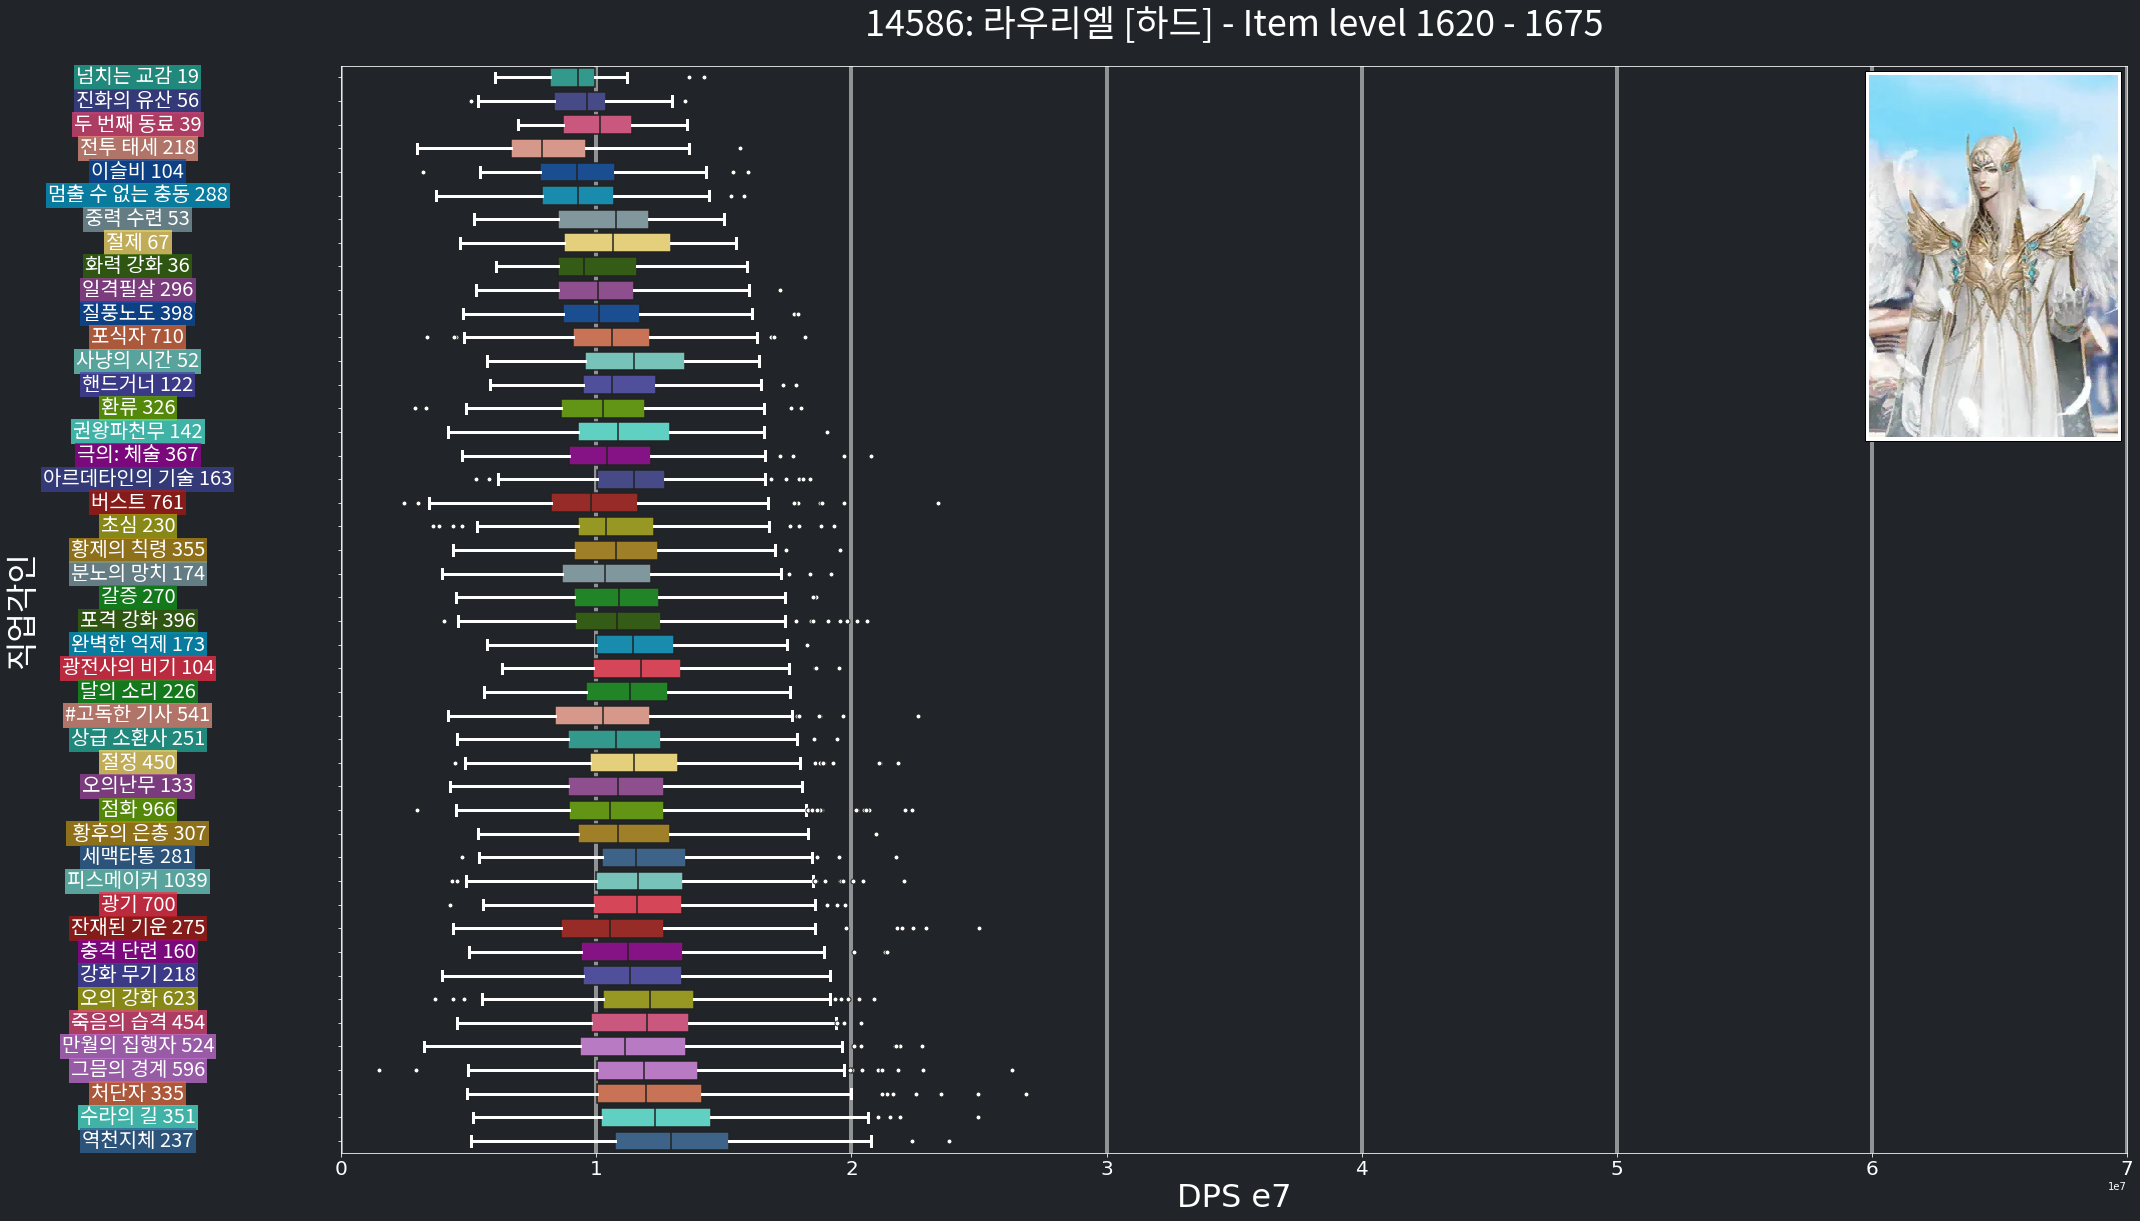 14586: 라우리엘 [하드] - Item level 1620 - 1675
넘치는 교감 19
진화의 유산 56
두 번째 동료 39
전투 태세 218
이슬비 104
멈출 수 없는 충동 288
중력 수련 53
절제 67
화력 강화 36
일격필살 296
질풍노도 398
포식자 710
사냥의 시간 52
핸드거너 122
환류 326
권왕파천무 142
극의: 체술 367
아르데타인의 기술 163
버스트 761
초심 230
황제의 칙령 355
분노의 망치 174
갈증 270
포격 강화 396
완벽한 억제 173
광전사의 비기 104
달의 소리 226
#고독한 기사 541
상급 소환사 251
절정 450
오의난무 133
점화 966
황후의 은총 307
세맥타통 281
피스메이커 1039
광기 700
잔재된 기운 275
충격 단련 160
강화 무기 218
오의 강화 623
죽음의 습격 454
만월의 집행자 524
그믐의 경계 596
처단자 335
수라의 길 351
역천지체 237
직업각인
0 1 2 3 4 5 6 7
DPS e7
1e7